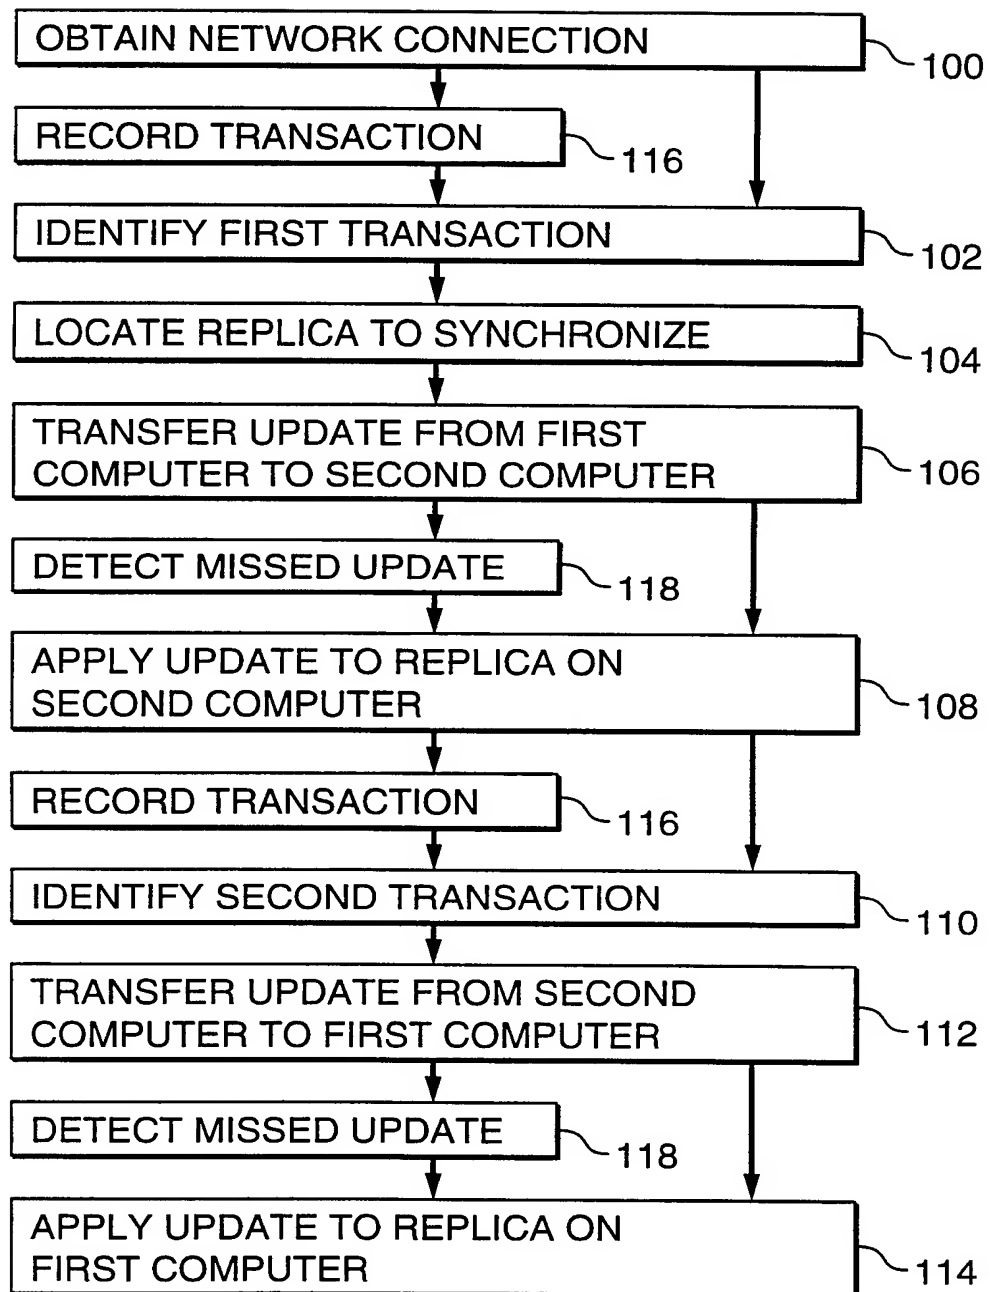 OBTAIN NETWORK CONNECTION
100
RECORD TRANSACTION
116
IDENTIFY FIRST TRANSACTION
102
LOCATE REPLICA TO SYNCHRONIZE
104
TRANSFER UPDATE FROM FIRST
COMPUTER TO SECOND COMPUTER
106
DETECT MISSED UPDATE
118
APPLY UPDATE TO REPLICA ON
SECOND COMPUTER
108
RECORD TRANSACTION
116
IDENTIFY SECOND TRANSACTION
110
TRANSFER UPDATE FROM SECOND
COMPUTER TO FIRST COMPUTER
112
DETECT MISSED UPDATE
118
APPLY UPDATE TO REPLICA ON
FIRST COMPUTER
114